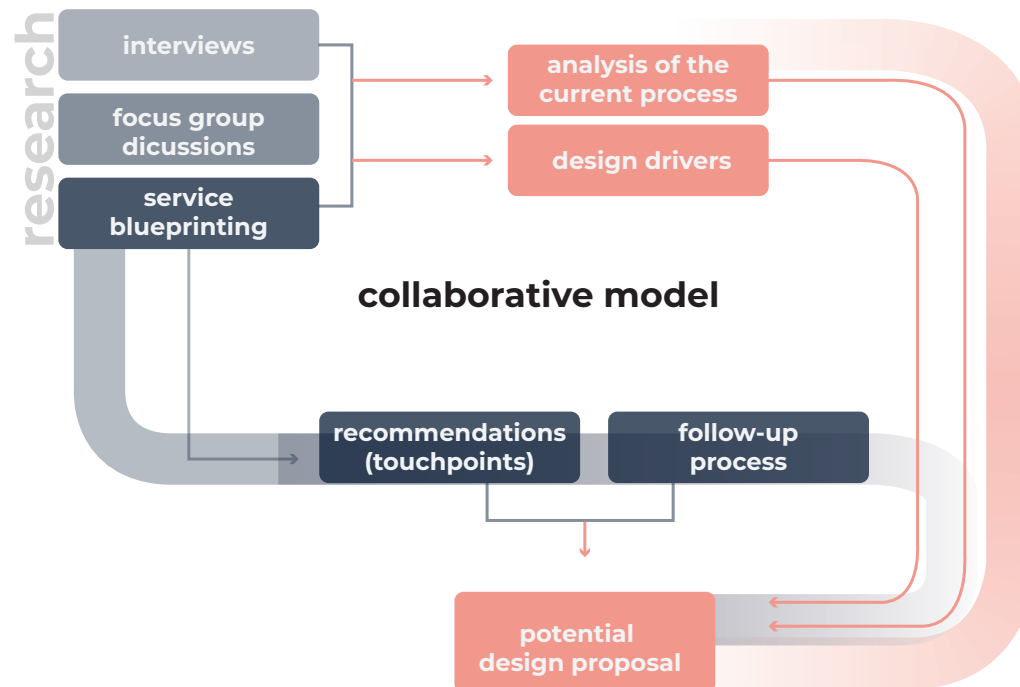 research
interviews
focus group
dicussions
service
blueprinting
analysis of the
current process
design drivers
collaborative model
recommendations
(touchpoints)
follow-up
process
potential
design proposal